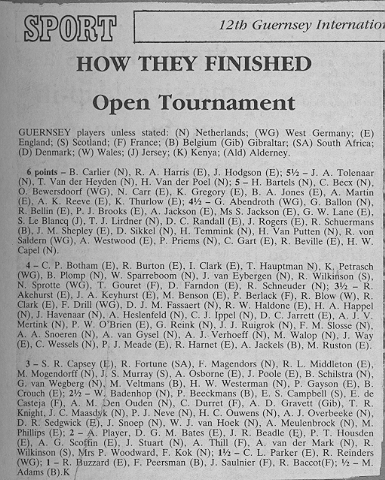 SPORT
12th Guernsey Internatio
HOW THEY FINISHED
Open Tournament
GUERNSEY players unless stated: (N) Netherlands; (WG) West Germany; (E)
England; (S) Scotland; (F) France; (B) Belgium (Gib) Gibraltar; (SA) South Africa;
(D) Denmark; (W) Wales; (J) Jersey; (K) Kenya; (Ald) Alderney.
6 points - B. Carlier (N), R. A. Harris (E), J. Hodgson (E); 5½ - J. A. Tolenaar
(N), T. Van der Heyden (N), H. Van der Poel (N); 5 - H. Bartels (N), C. Becx (N),
O. Bewersdorff (WG), N. Carr (E), K. Gregory (E), B. A. Jones (E), A. Martin
(E), A. K. Reeve (E), K. Thurlow (E); 4½ - G. Abendroth (WG), G. Ballon (N),
R. Bellin (E), P. J. Brooks (E), A. Jackson (E), Ms S. Jackson (E), G. W. Lane (E),
S. Le Blancq (J), T. J. Lirdner (N), D. C. Randall (E), J. Rogers (E), R. Schuermans
(B), J. M. Shepley (E), D. Sikkel (N), H. Temmink (N), H. Van Putten (N), R. von
Saldern (WG), A. Westwood (E), P. Priems (N), C. Gart (E), R. Beville (E), H. W.
Capel (N).
4 - C. P. Botham (E), R. Burton (E), I. Clark (E), T. Hauptman N), K, Petrasch
(WG), B. Plomp (N), W. Sparreboom (N), J. van Eybergen (N), R. Wilkinson (S),
N. Sprotte (WG), T. Gouret (F), D. Farndon (E), R. Schneuder (N); 3½ - R.
Akehurst (E), J. A. Keyhurst (E), M. Benson (E), P. Berlack (F), R. Blow (W), R.
Clark (E), F. Drill (WG), D. J. M. Fassaert (N), R. W. Haldone (E), H. A. Happel
(N), J. Havenaar (N), A. Heslenfeld (N), C. J. Ippel (N), D. C. Jarrett (E), A. J. V.
Mertink (N), P. W. O'Brien (E), G. Reink (N), J. J. Ruigrok (N), F. M. Slosse (N),
A. A. Snoeren (N), A. van Gysel (N), A. J. Verhoeff (N), M. Walop (N), J. Way
(E), C. Wessels (N), P. J. Meade (E), R. Harnet (E), A. Jackels (B), M. Ruston (E).
3 - S. R. Capsey (E), R. Fortune (SA), F. Magendors (N), R. L. Middleton (E),
M. Mogendorff (N), J. S. Murray (S), A. Osborne (E), J. Poole (E), B. Schilstra (N),
G. van Wegberg (N), M. Veltmans (B), H. W. Westerman (N), P. Gayson (E), B.
Crouch (E); 2½ - W. Badenhop (N), P. Beeckmans (B), E. S. Campbell (S), E. de
Casteja (F), A. M. Den Ouden (N), C. Durret (F), A. D. Gravett (Gib), T. R.
Knight, J. C. Maasdyk (N), P. J. Neve (N), H. C. Ouwens (N), A. J. Overbeeke (N),
D. R. Sedgwick (E), J. Snoep (N), W. J. van Hoek (N), A. Meulenbrock (N), M.
Phillips (E); 2 - A. Player, D. G. M. Bates (E), J. R. Beadle (E), P. T. Housden
(E), A. G. Scoffin (E), J. Stuart (N), A. Thill (F), A. van der Mark (N), R.
Wilkinson (S), Mrs P. Woodward, F. Kok (N); 1½ - C. L. Parker (E), R. Reinders
(WG); 1 - R. Buzzard (E), F. Peersman (B), J. Saulnier (F), R. Baccot(F); ½ - M.
Adams (B).K